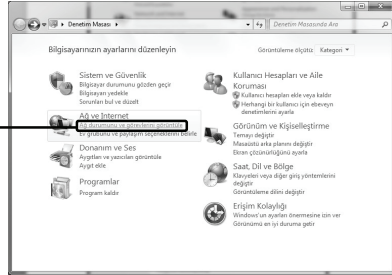 Denetim Masası
Denetim Masasında Ara
Bilgisayarınızın ayarlarını düzenleyin
Görüntüleme ölçütü: Kategori
Sistem ve Güvenlik
Bilgisayar durumunu gözden geçir
Bilgisayarı yedekle
Sorunları bul ve düzelt
Ağ ve Internet
Ağ durumunu ve görevlerini görüntüle
Ev grubunu ve paylaşım seçeneklerini belirle
Donanım ve Ses
Aygıtları ve yazıcıları görüntüle
Aygıt ekle
Programlar
Program kaldır
Kullanıcı Hesapları ve Aile
Koruması
Kullanıcı hesapları ekle veya kaldır
Herhangi bir kullanıcı için ebeveyn
denetimlerini ayarla
Görünüm ve Kişiselleştirme
Temayı değiştir
Masaüstü arka planını değiştir
Ekran çözünürlüğünü ayarla
Saat, Dil ve Bölge
Klavyeleri veya diğer giriş yöntemlerini
değiştir
Görüntüleme dilini değiştir
Erişim Kolaylığı
Windows'un ayarları önermesine izin ver
Görünümü en iyi duruma getir